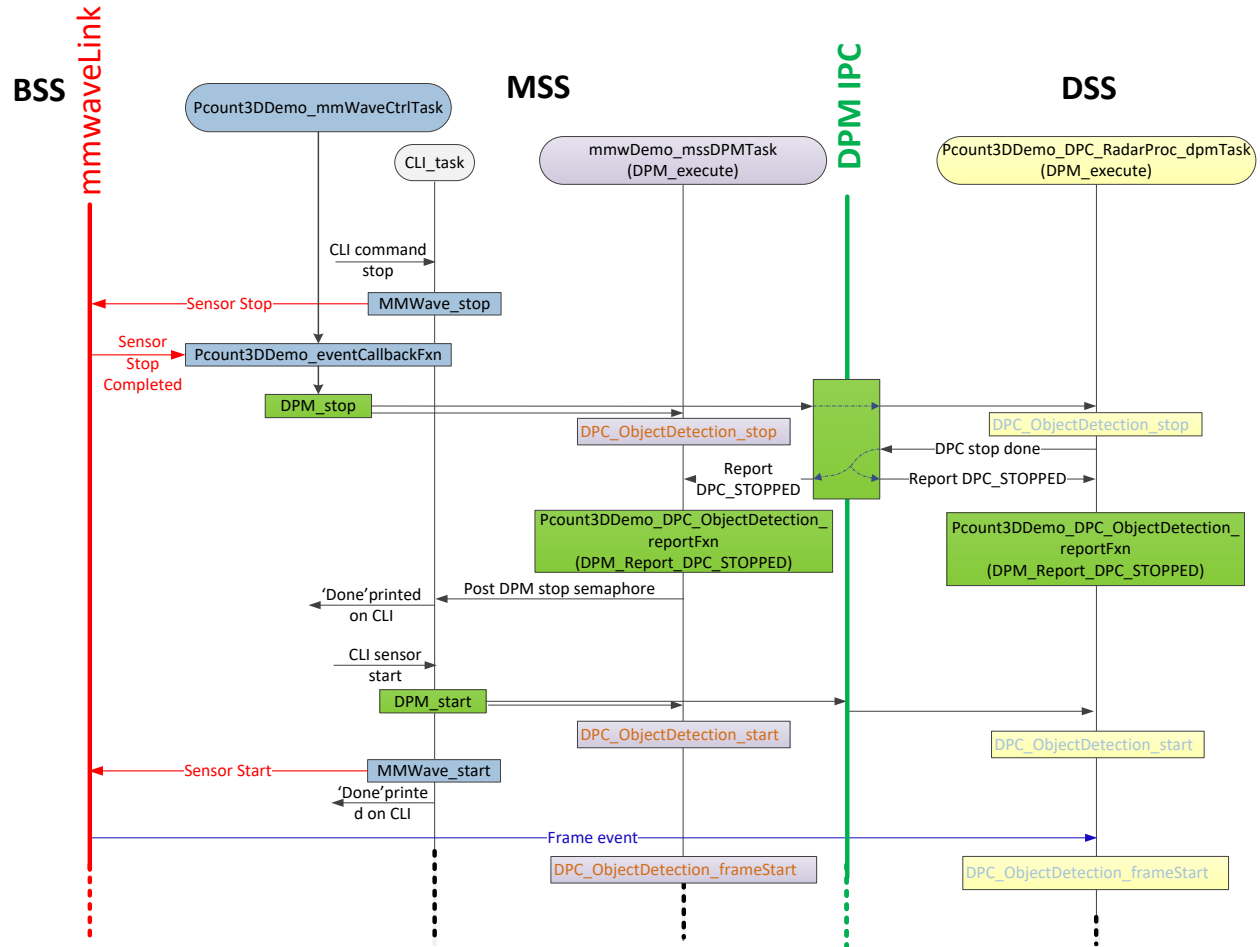 BSS
mmwaveLink
MSS
DPM IPC
DSS
Pcount3DDemo_mmWaveCtrlTask
CLI_task
mmwDemo_mssDPMTask
(DPM_execute)
Pcount3DDemo_DPC_RadarProc_dpmTask
(DPM_execute)
CLI command
stop
Sensor Stop
MMWave_stop
Sensor
Stop
Completed
Pcount3DDemo_eventCallbackFxn
DPM_stop
DPC_ObjectDetection_stop
DPC_ObjectDetection_stop
DPC stop done
Report
DPC_STOPPED
Report DPC_STOPPED
Pcount3DDemo_DPC_ObjectDetection_
reportFxn
(DPM_Report_DPC_STOPPED)
Pcount3DDemo_DPC_ObjectDetection_
reportFxn
(DPM_Report_DPC_STOPPED)
‘Done’printed
on CLI
Post DPM stop semaphore
CLI sensor
start
DPM_start
DPC_ObjectDetection_start
DPC_ObjectDetection_start
Sensor Start
MMWave_start
‘Done’printe
d on CLI
Frame event
DPC_ObjectDetection_frameStart
DPC_ObjectDetection_frameStart